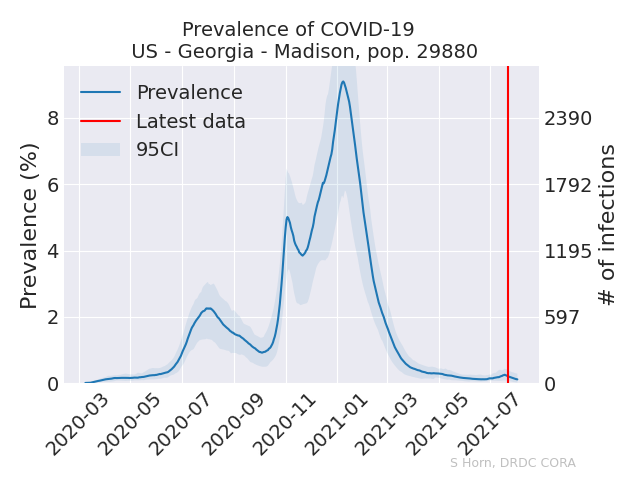 Prevalence of COVID-19
US - Georgia - Madison, pop. 29880
Prevalence
Latest data
95CI
Prevalence (%)
8
6
4
2
0
2390
1792
1195
597
0
# of infections
2020-03
2020-05
2020-07
2020-09
2020-11
2021-01
2021-03
2021-05
2021-07
S Horn, DRDC CORA